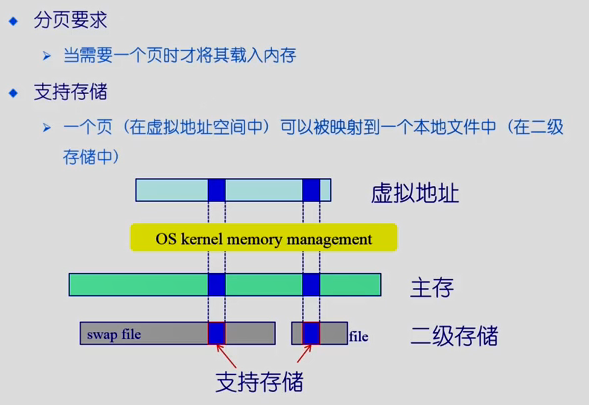 分页要求
当需要一个页时才将其载入内存
支持存储
一个页（在虚拟地址空间中）可以被映射到一个本地文件中（在二级
存储中）
虚拟地址
OS kernel memory management
主存
swap file
file
二级存储
支持存储